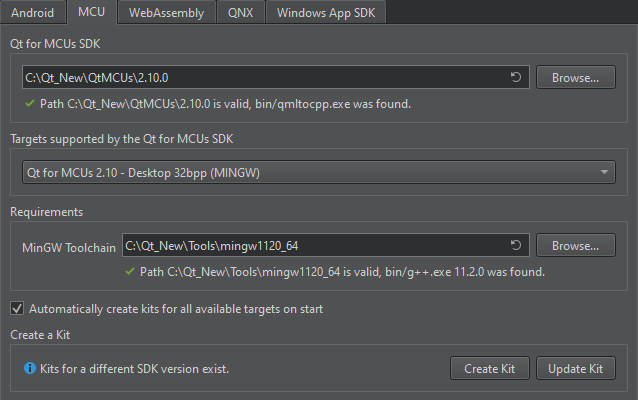 Android MCU WebAssembly QNX Windows App SDK
Qt for MCUs SDK
C:\Qt_New\QtMCUs\2.10.0 Browse...
Path C:\Qt_New\QtMCUs\2.10.0 is valid, bin/qmltocpp.exe was found.
Targets supported by the Qt for MCUs SDK
Qt for MCUs 2.10 - Desktop 32bpp (MINGW)
Requirements
MinGW Toolchain C:\Qt_New\Tools\mingw1120_64 Browse...
Path C:\Qt_New\Tools\mingw1120_64 is valid, bin/g++.exe 11.2.0 was found.
Automatically create kits for all available targets on start
Create a Kit
Kits for a different SDK version exist. Create Kit Update Kit